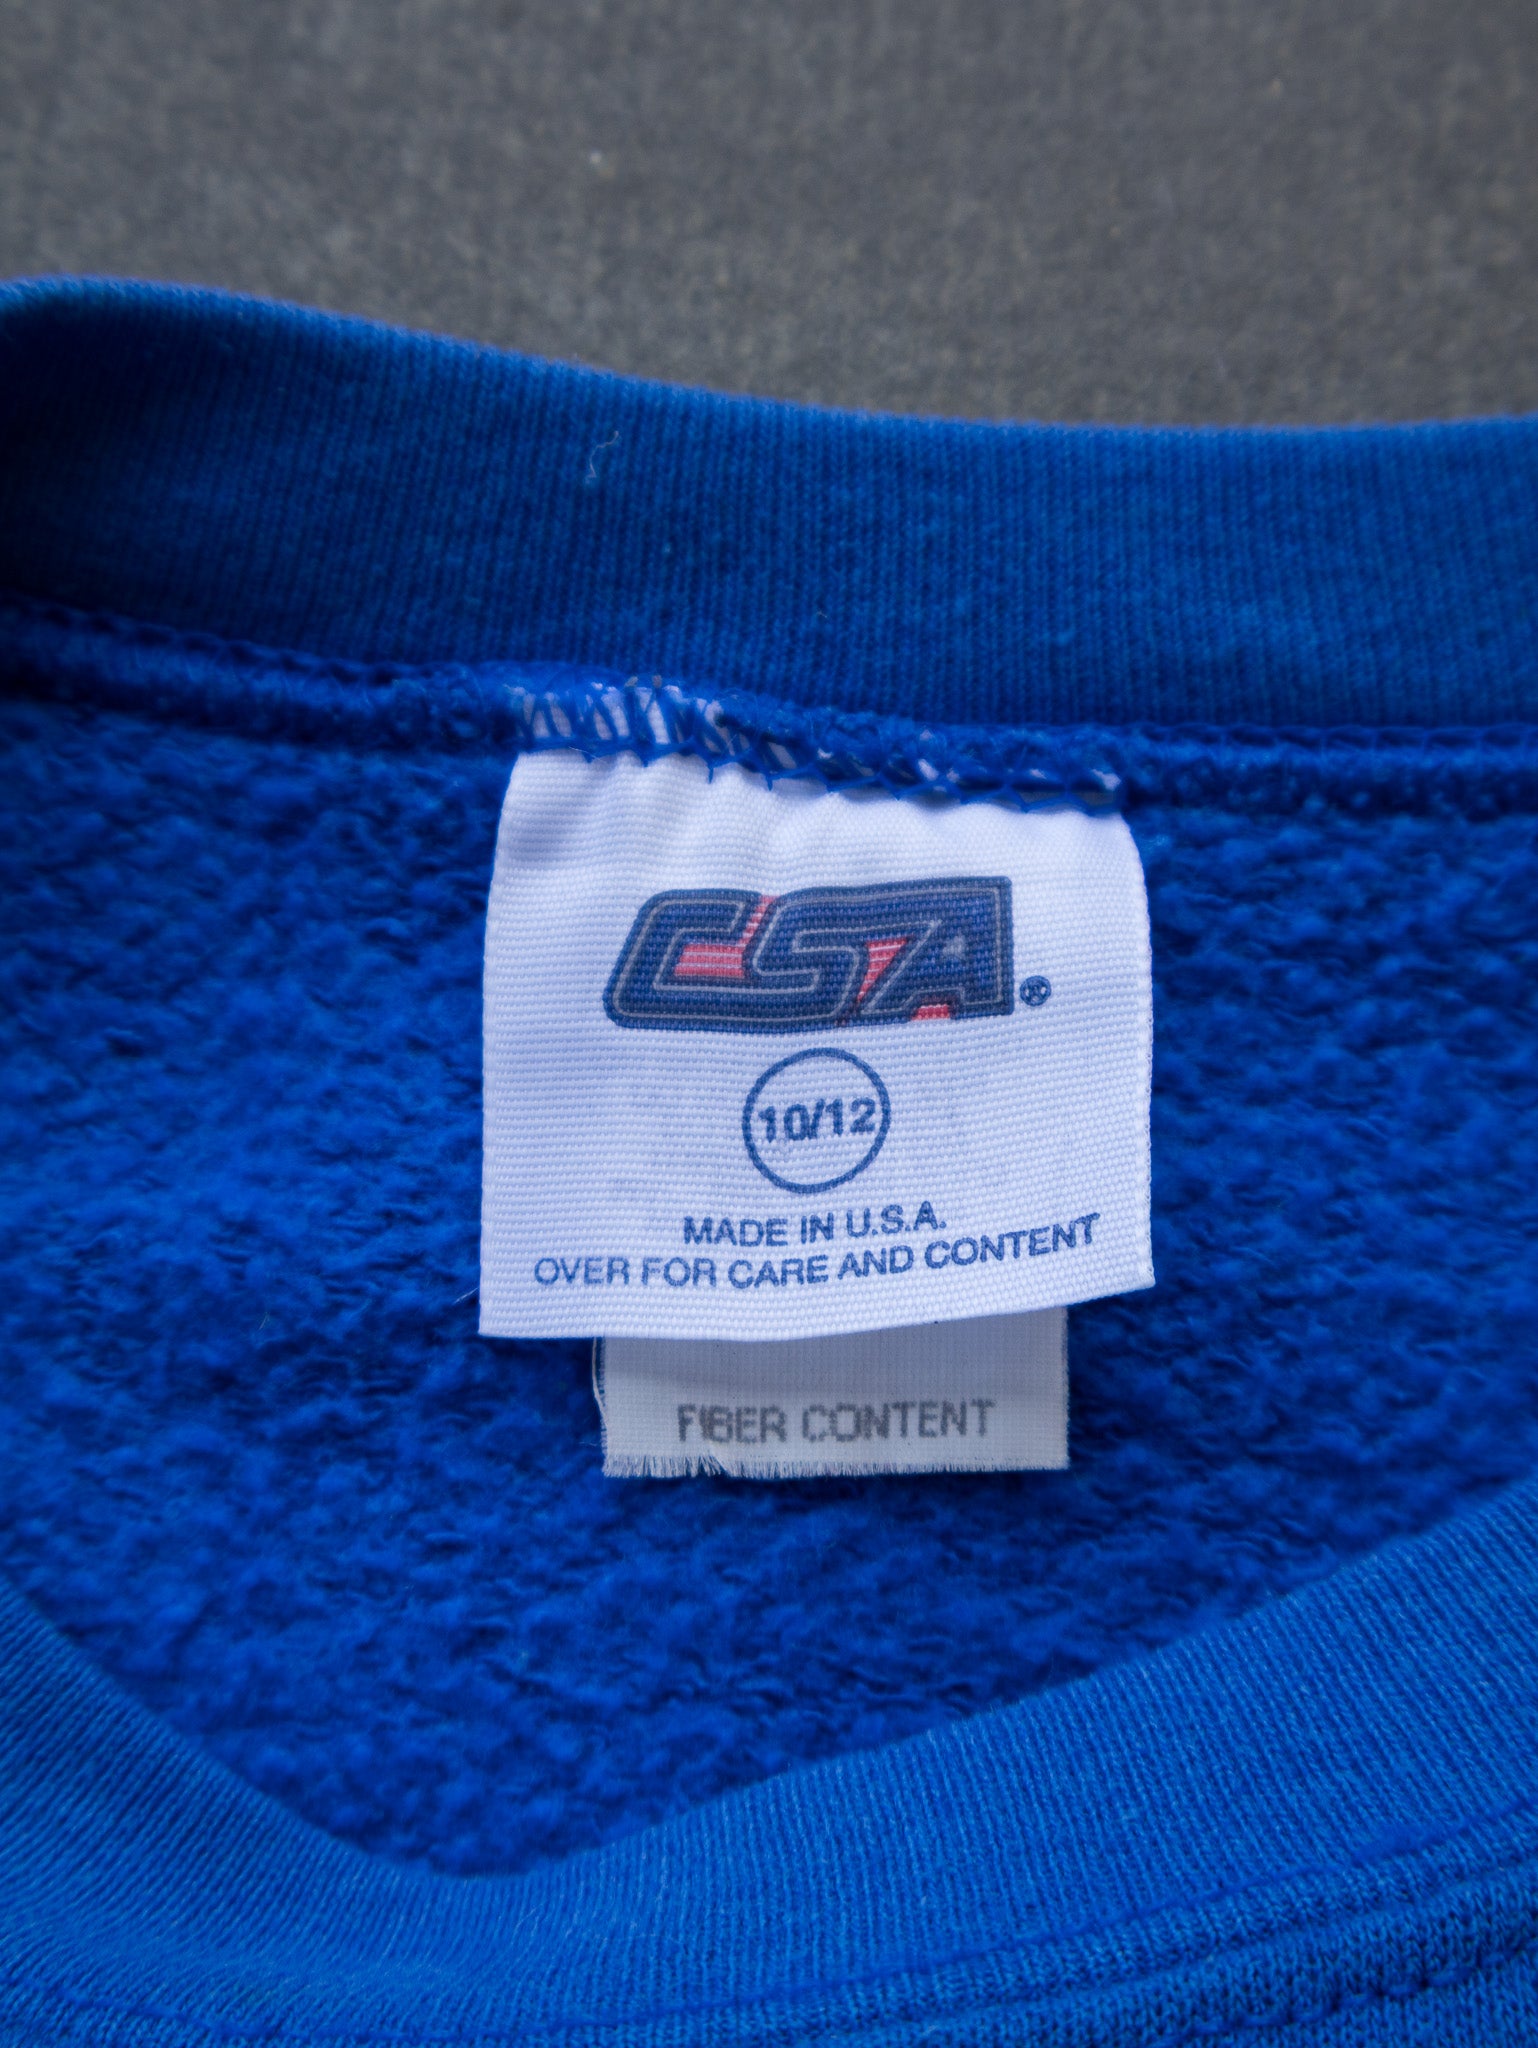 CSA®
10/12
MADE IN U.S.A.
OVER FOR CARE AND CONTENT
FIBER CONTENT